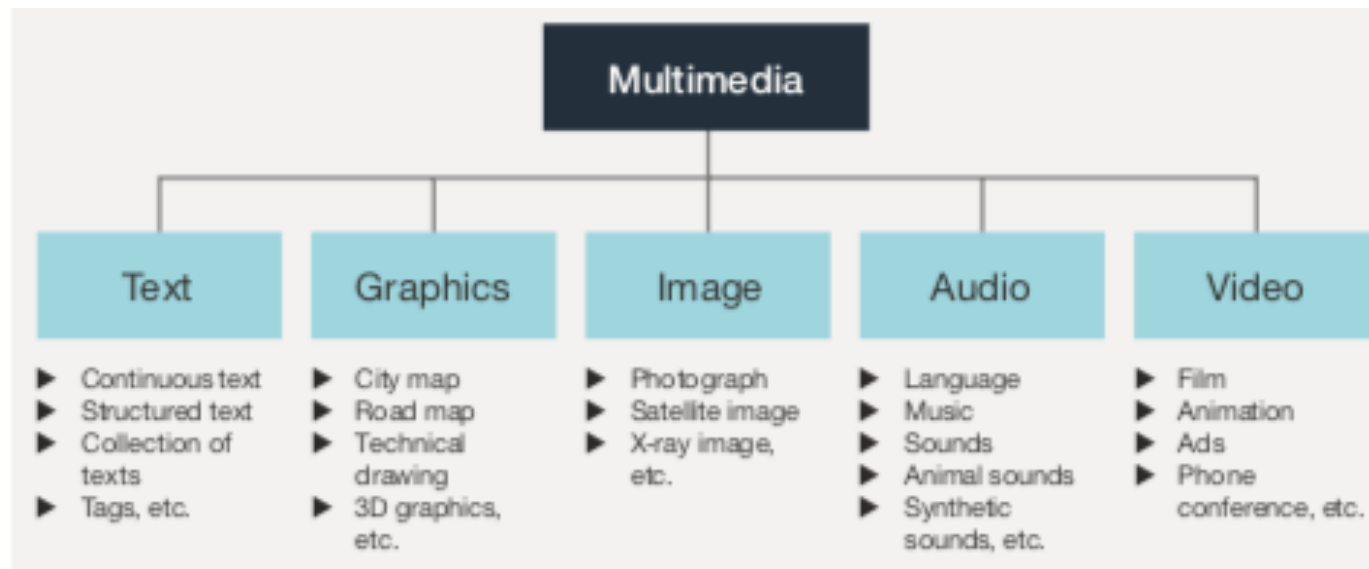 Multimedia
Text
Graphics
Image
Audio
Video
Continuous text
Structured text
Collection of
texts
Tags, etc.
City map
Road map
Technical
drawing
3D graphics,
etc.
Photograph
Satellite image
X-ray image,
etc.
Language
Music
Sounds
Animal sounds
Synthetic
sounds, etc.
Film
Animation
Ads
Phone
conference, etc.